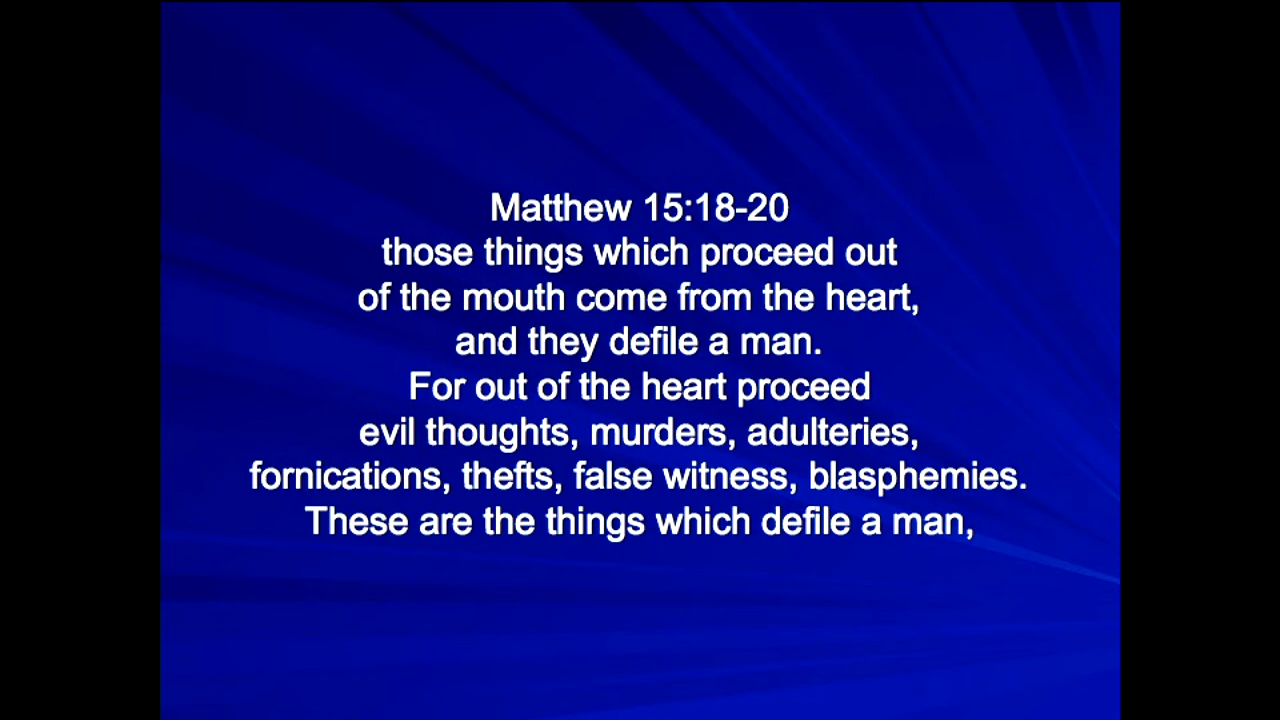 Matthew 15:18-20
those things which proceed out
of the mouth come from the heart,
and they defile a man.
For out of the heart proceed
evil thoughts, murders, adulteries,
fornications, thefts, false witness, blasphemies.
These are the things which defile a man,